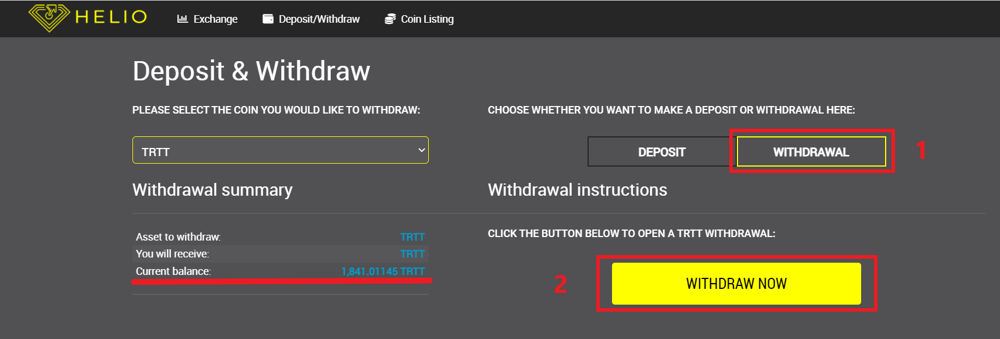 HELIO
Exchange
Deposit/Withdraw
Coin Listing
Deposit & Withdraw
PLEASE SELECT THE COIN YOU WOULD LIKE TO WITHDRAW:
TRTT
CHOOSE WHETHER YOU WANT TO MAKE A DEPOSIT OR WITHDRAWAL HERE:
DEPOSIT
WITHDRAWAL
1
Withdrawal summary
Asset to withdraw: TRTT
You will receive: TRTT
Current balance: 1,841.01145 TRTT
Withdrawal instructions
CLICK THE BUTTON BELOW TO OPEN A TRTT WITHDRAWAL:
2
WITHDRAW NOW